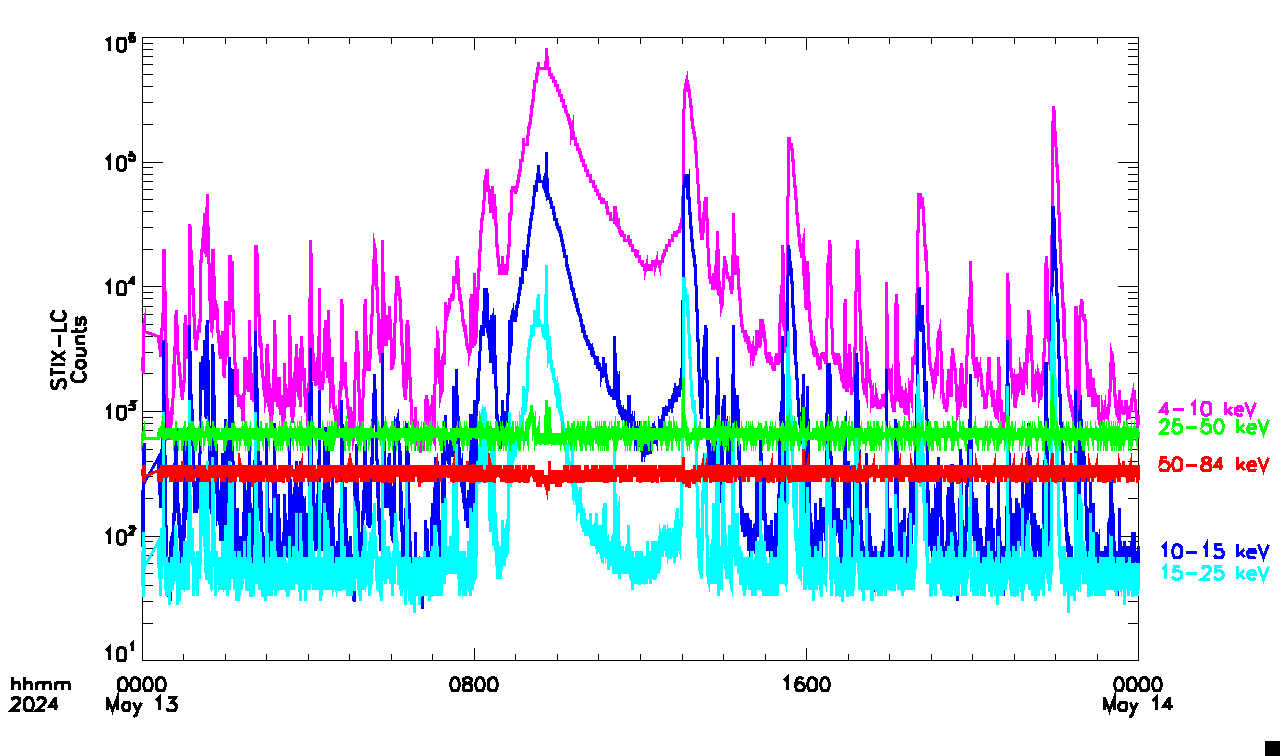 10⁶
10⁵
10⁴
10³
10²
10¹
STIX-LC
Counts
4-10 keV
25-50 keV
50-84 keV
10-15 keV
15-25 keV
hhmm 0000 0800 1600 0000
2024 May 13 May 14